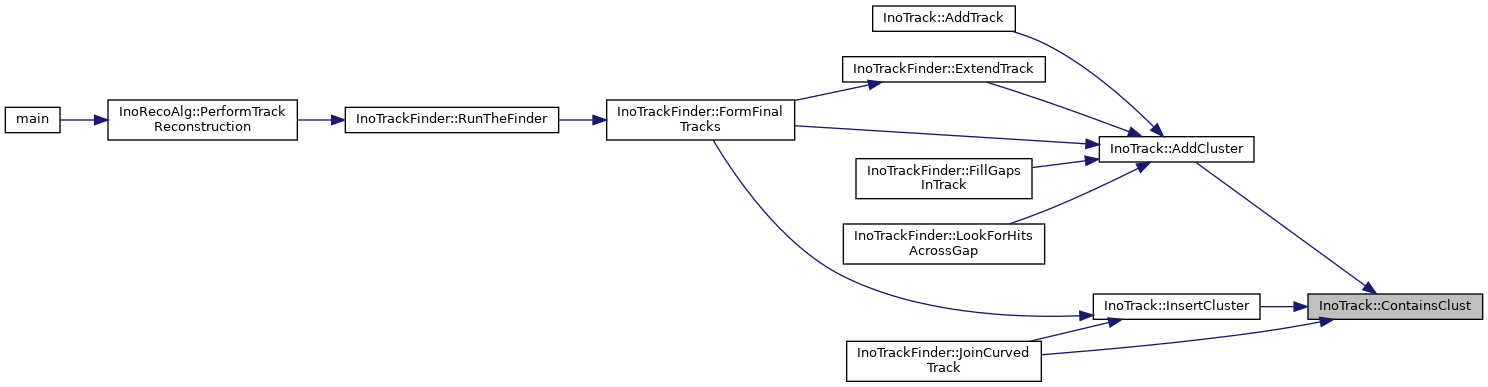 InoTrack::AddTrack
InoTrackFinder::ExtendTrack
main
InoRecoAlg::PerformTrack
Reconstruction
InoTrackFinder::RunTheFinder
InoTrackFinder::FormFinal
Tracks
InoTrack::AddCluster
InoTrackFinder::FillGaps
InTrack
InoTrackFinder::LookForHits
AcrossGap
InoTrack::InsertCluster
InoTrack::ContainsClust
InoTrackFinder::JoinCurved
Track